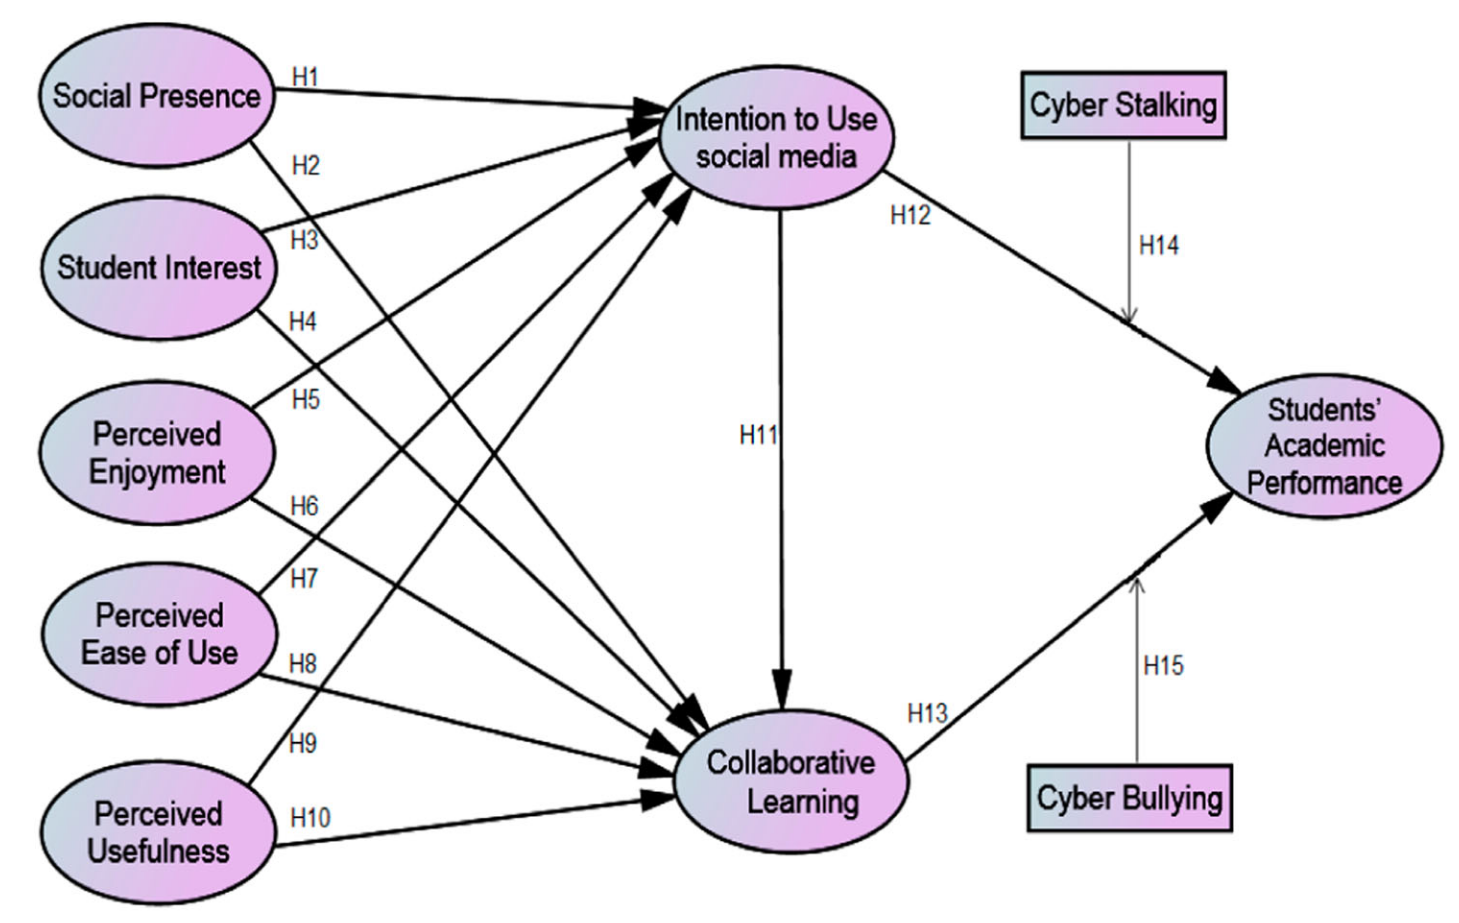 Social Presence
Student Interest
Perceived
Enjoyment
Perceived
Ease of Use
Perceived
Usefulness
H1
H2
H3
H4
H5
H6
H7
H8
H9
H10
Intention to Use
social media
H11
Collaborative
Learning
H12
H13
Cyber Stalking
H14
Students’
Academic
Performance
H15
Cyber Bullying